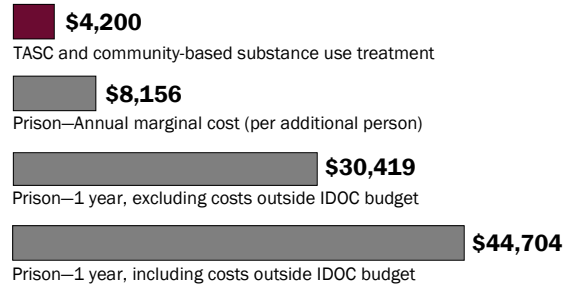 $4,200
TASC and community-based substance use treatment
$8,156
Prison—Annual marginal cost (per additional person)
$30,419
Prison—1 year, excluding costs outside IDOC budget
$44,704
Prison—1 year, including costs outside IDOC budget